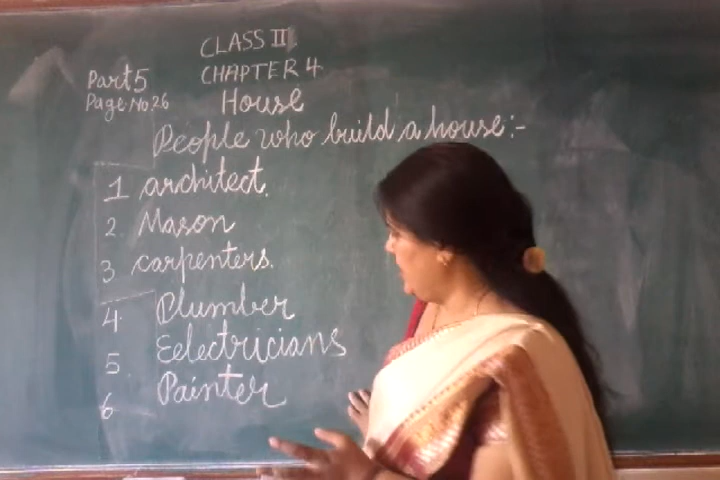 CLASS II
Part 5 CHAPTER 4
Page No. 26 House
People who build a house:-
1 architect.
2. Mason
3 carpenters.
4. Plumber
5. Eelectricians
6 Painter